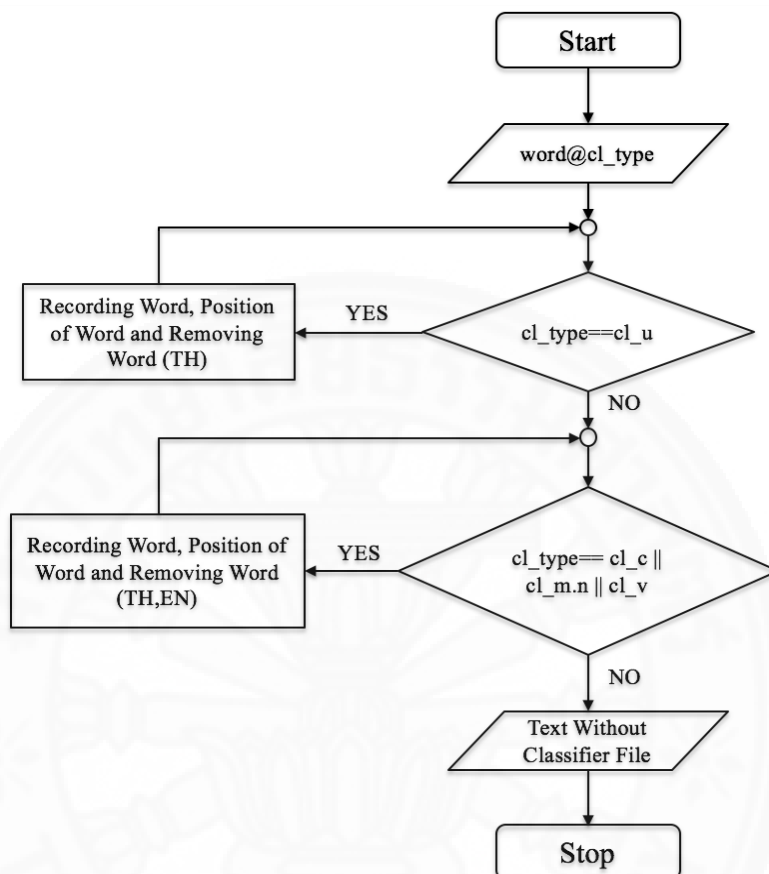 Start
word@cl_type
cl_type==cl_u
YES
Recording Word, Position
of Word and Removing
Word (TH)
NO
cl_type== cl_c ||
cl_m.n || cl_v
YES
Recording Word, Position of
Word and Removing Word
(TH,EN)
NO
Text Without
Classifier File
Stop